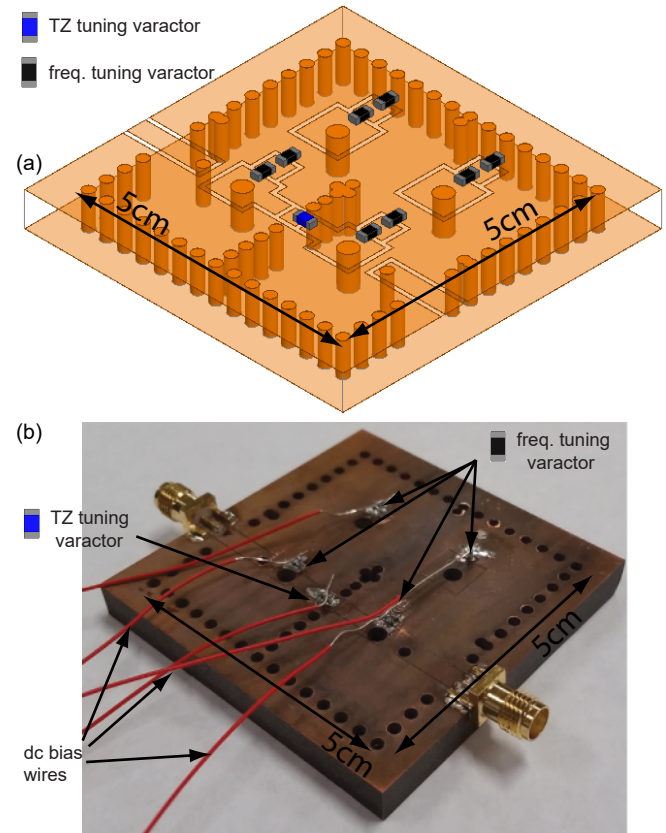 TZ tuning varactor
freq. tuning varactor
(a)
5cm
5cm
(b)
freq. tuning
varactor
TZ tuning
varactor
5cm
5cm
dc bias
wires